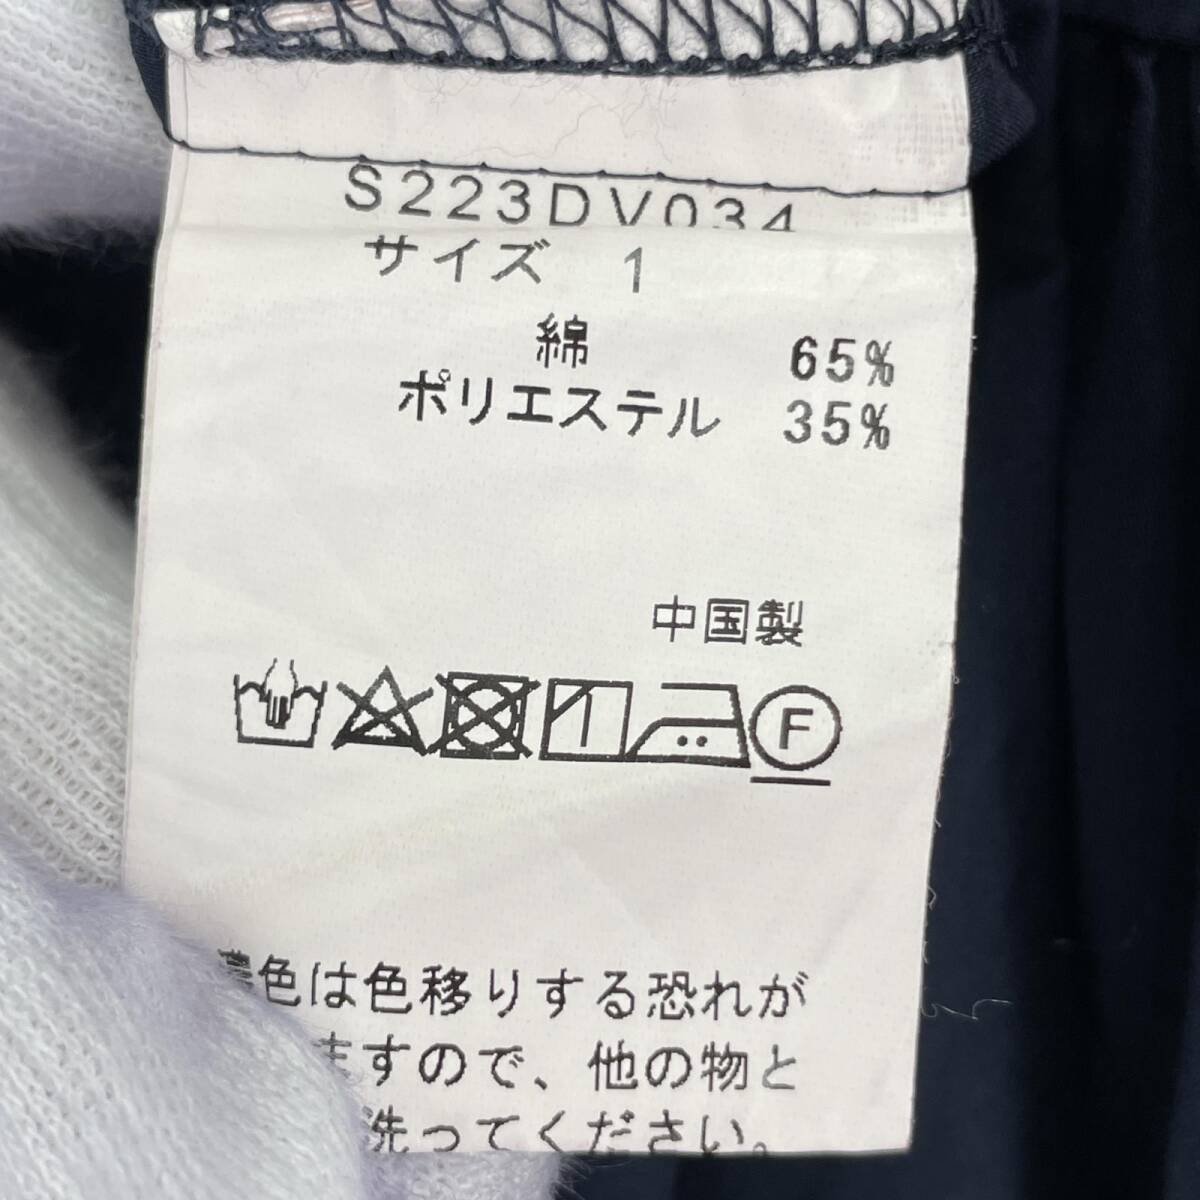 S223DV034
サイズ 1
綿 65%
ポリエステル 35%
中国製
F
濃色は色移りする恐れが
ますので、他の物と
洗ってください。